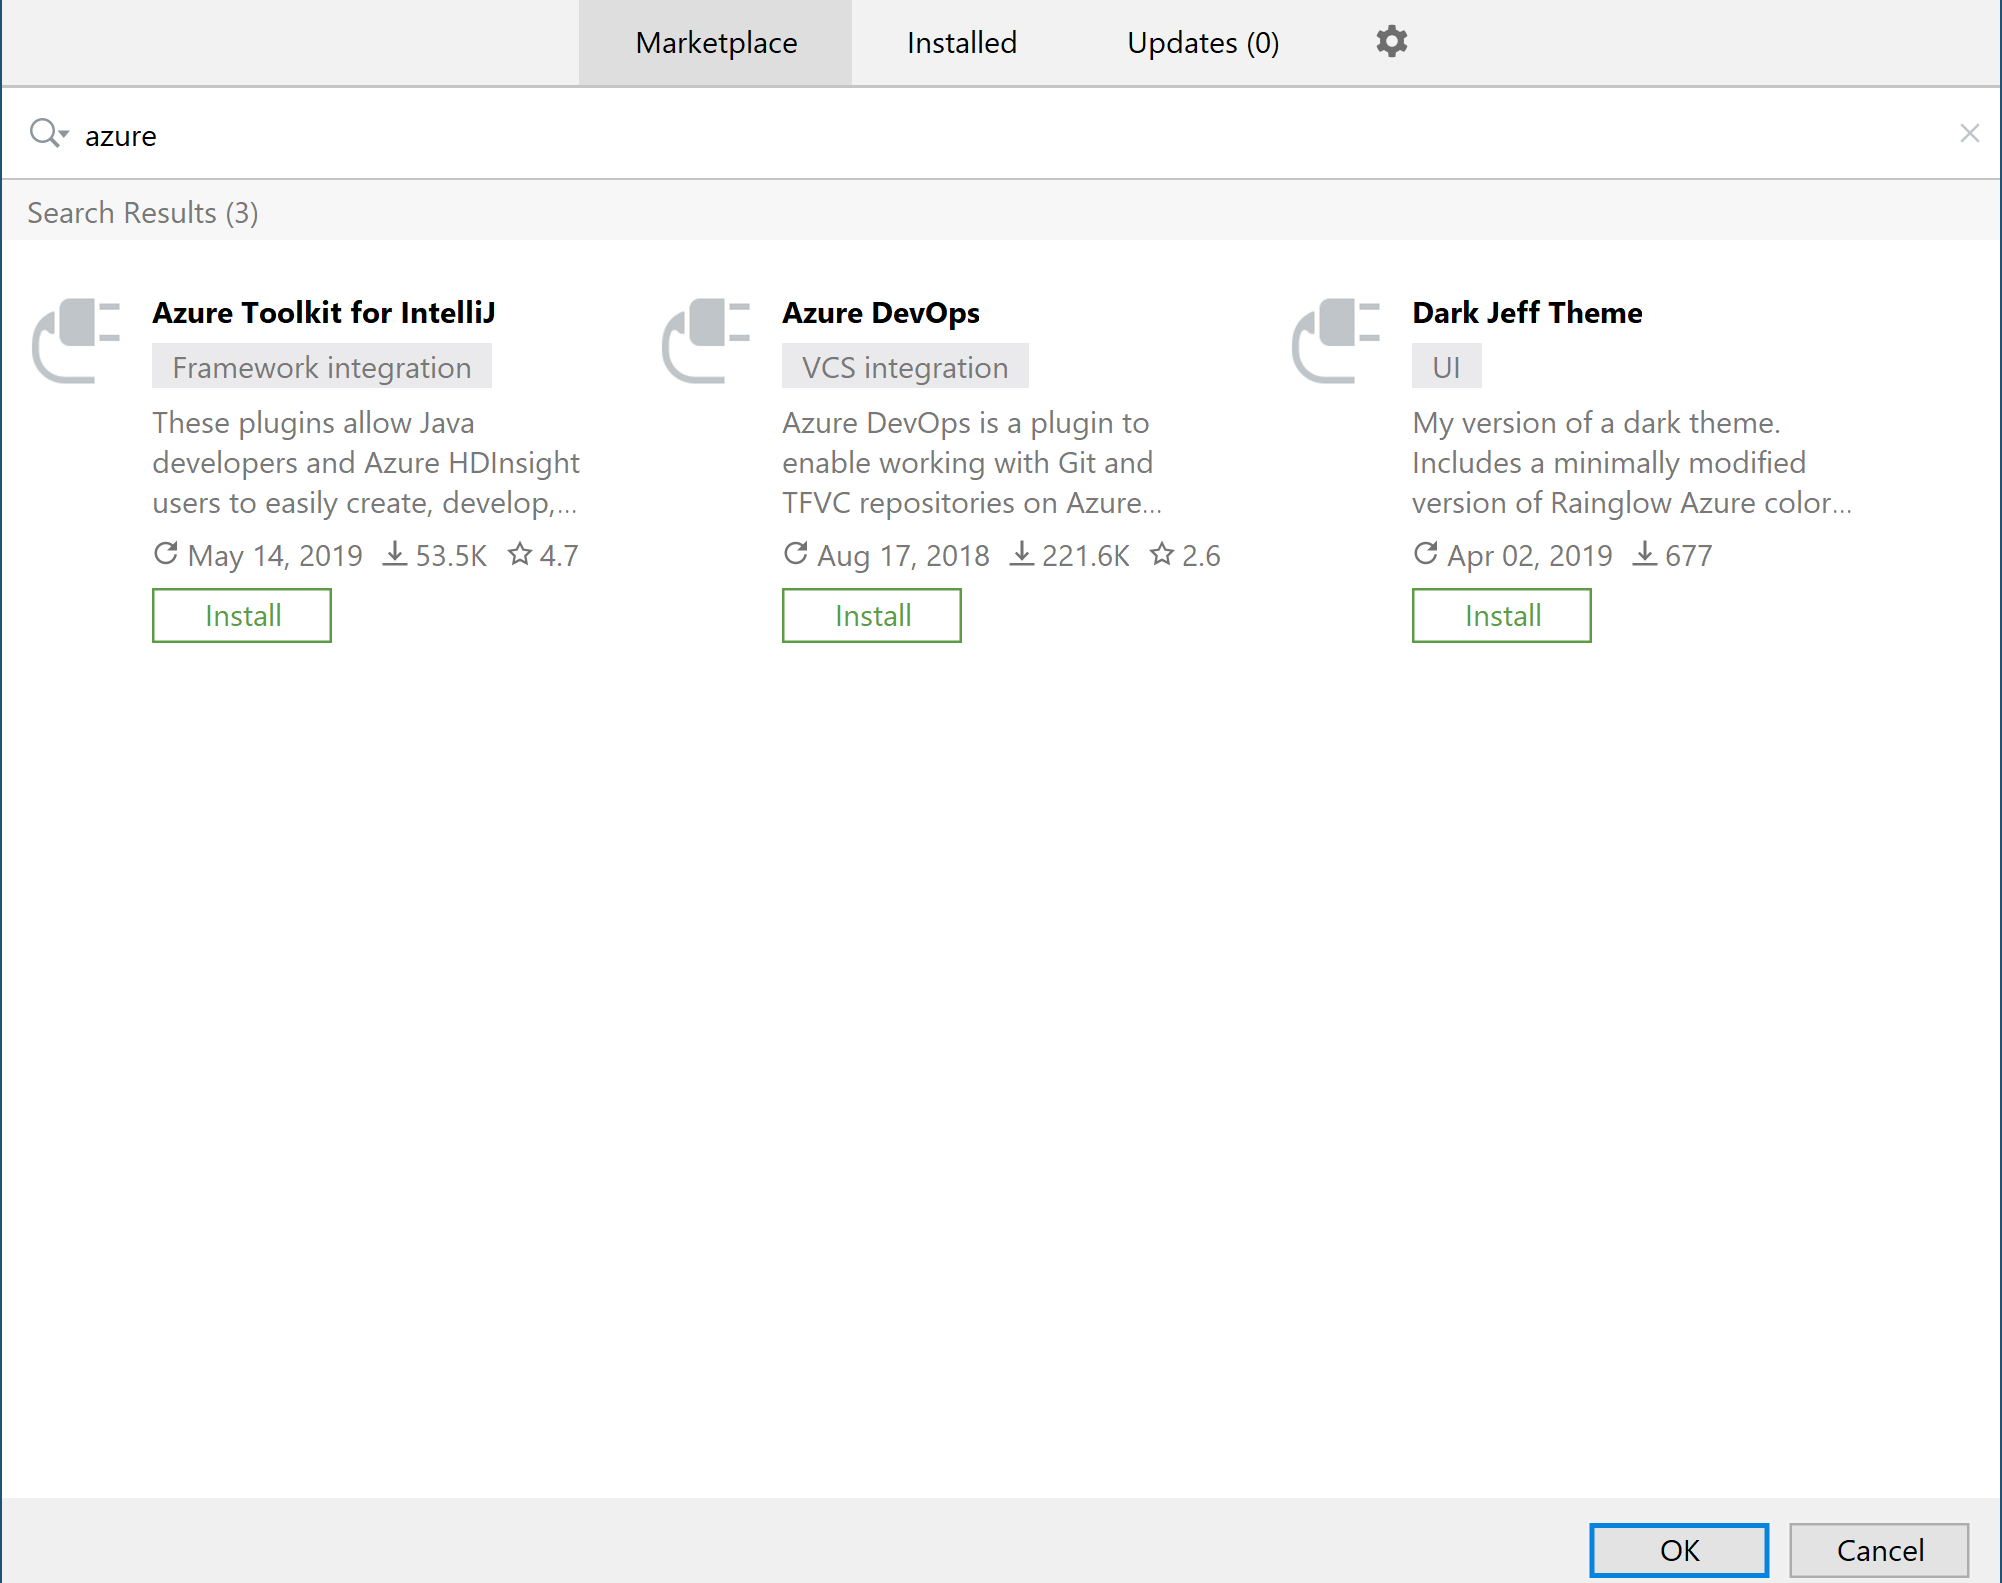 Marketplace
Installed
Updates (0)
azure
Search Results (3)
Azure Toolkit for IntelliJ
Framework integration
These plugins allow Java
developers and Azure HDInsight
users to easily create, develop,...
May 14, 2019 53.5K 4.7
Install
Azure DevOps
VCS integration
Azure DevOps is a plugin to
enable working with Git and
TFVC repositories on Azure...
Aug 17, 2018 221.6K 2.6
Install
Dark Jeff Theme
UI
My version of a dark theme.
Includes a minimally modified
version of Rainglow Azure color...
Apr 02, 2019 677
Install
OK
Cancel